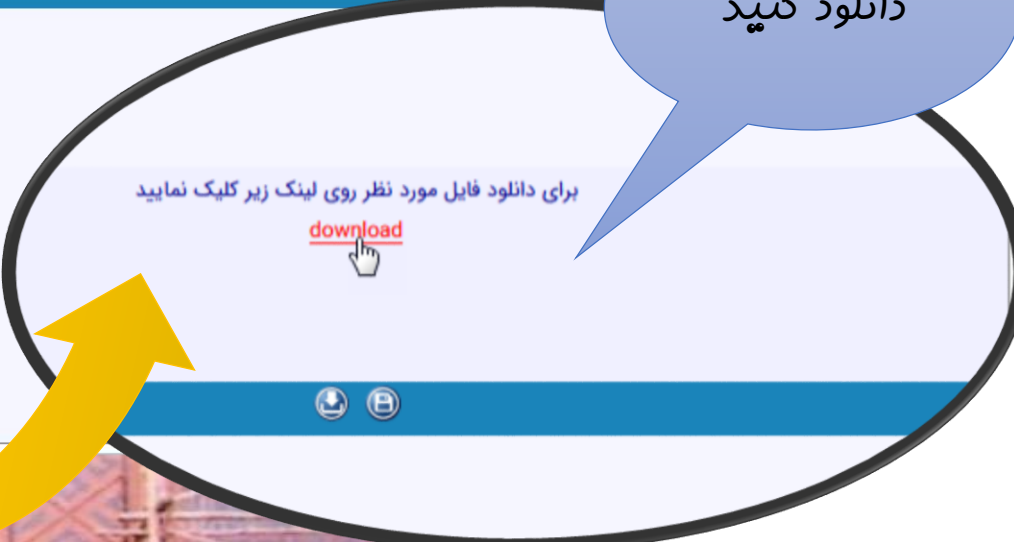 دانلود کنید
برای دانلود فایل مورد نظر روی لینک زیر کلیک نمایید
download